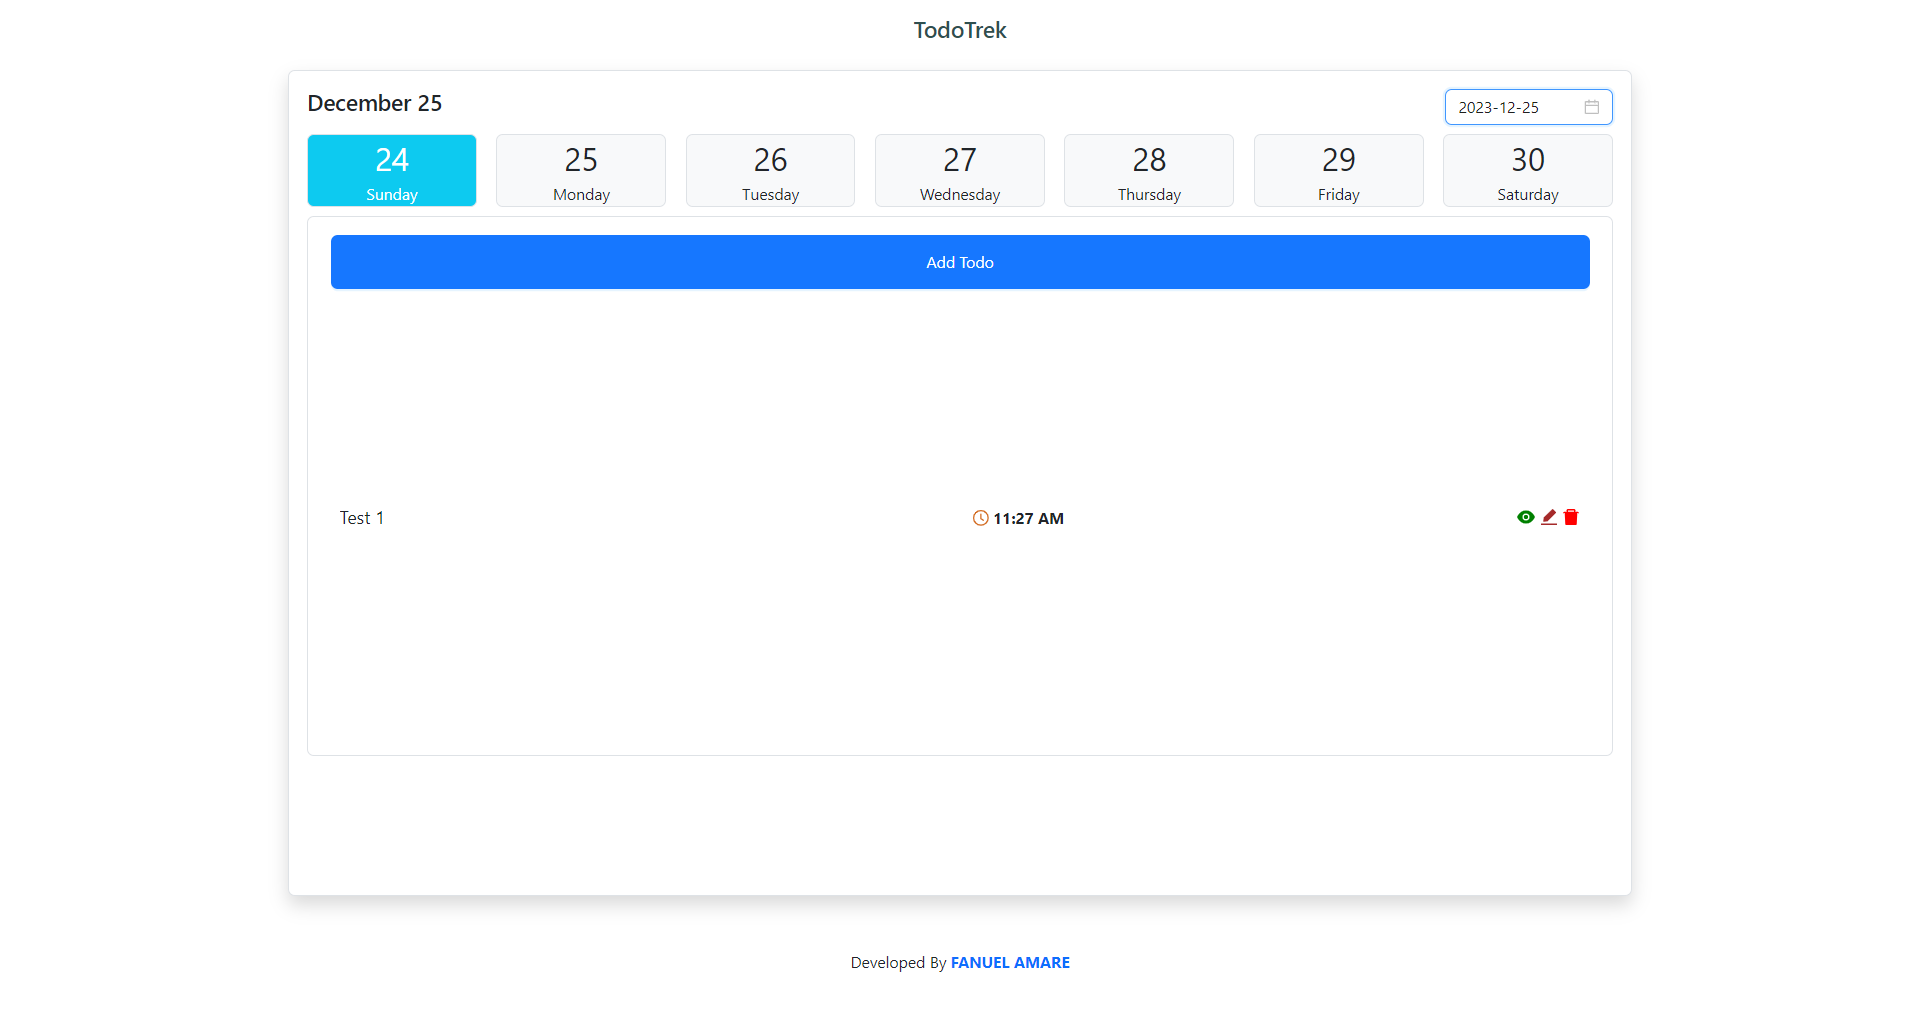 TodoTrek
December 25
2023-12-25
24
Sunday
25
Monday
26
Tuesday
27
Wednesday
28
Thursday
29
Friday
30
Saturday
Add Todo
Test 1
11:27 AM
Developed By FANUEL AMARE